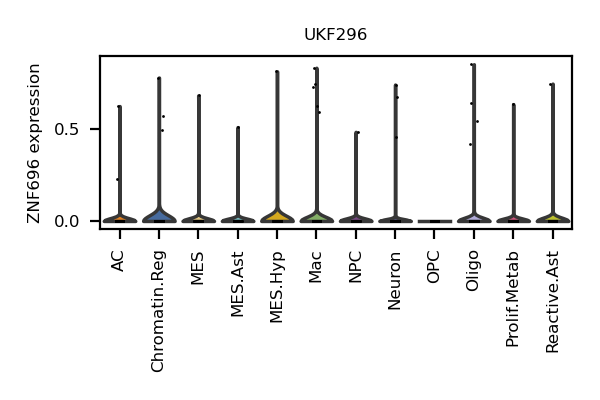 UKF296
ZNF696 expression
0.5
0.0
AC
Chromatin.Reg
MES
MES.Ast
MES.Hyp
Mac
NPC
Neuron
OPC
Oligo
Prolif.Metab
Reactive.Ast